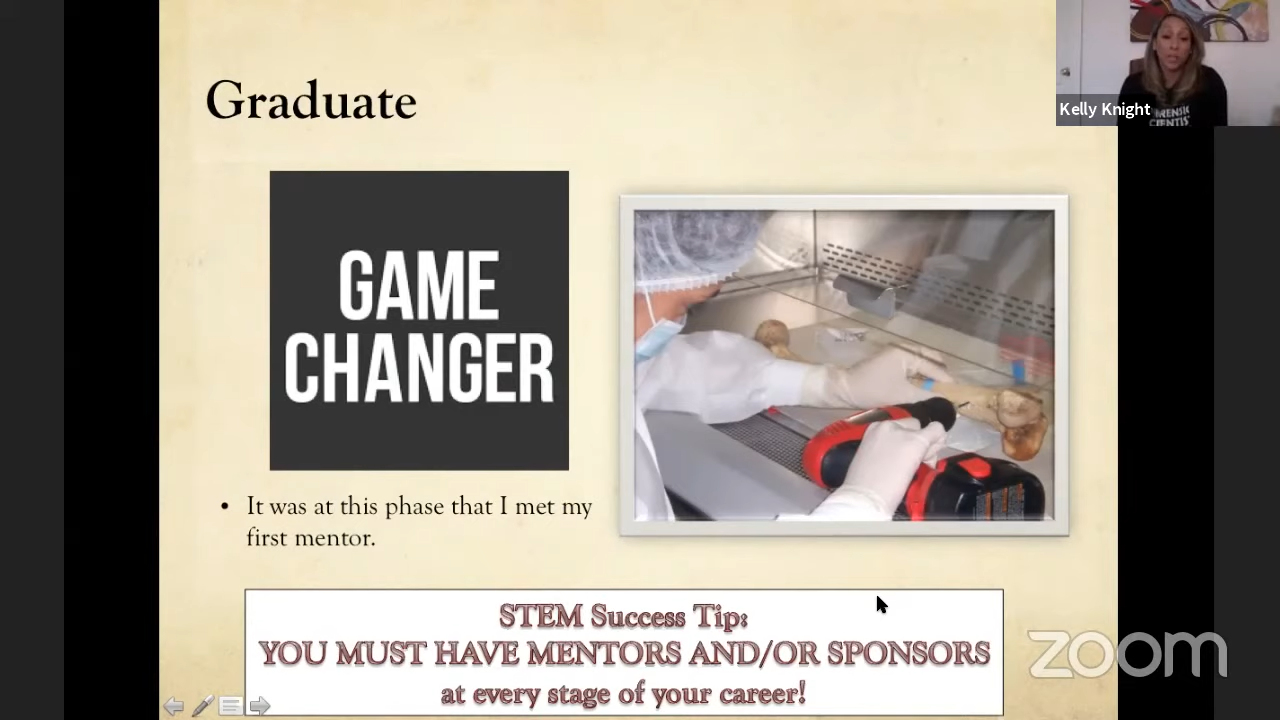 Graduate
Kelly Knight
GAME
CHANGER
• It was at this phase that I met my
first mentor.
STEM Success Tip:
YOU MUST HAVE MENTORS AND/OR SPONSORS
at every stage of your career!
zoom